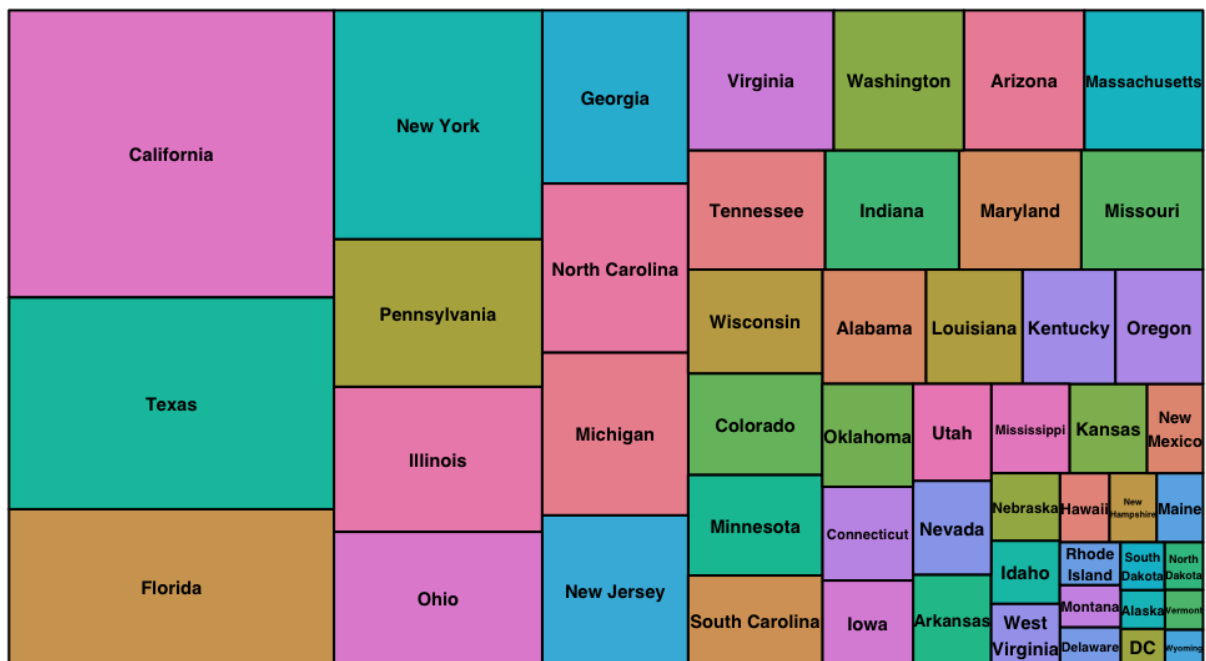 California
Texas
Florida
New York
Pennsylvania
Illinois
Ohio
Georgia
North Carolina
Michigan
New Jersey
Virginia
Washington
Arizona
Massachusetts
Tennessee
Indiana
Maryland
Missouri
Wisconsin
Colorado
Minnesota
South Carolina
Alabama
Louisiana
Kentucky
Oregon
Oklahoma
Connecticut
Iowa
Utah
Nevada
Arkansas
Mississippi
Kansas
New
Mexico
Nebraska
Idaho
West
Virginia
Hawaii
New
Hampshire
Maine
Rhode
Island
Montana
Delaware
South
Dakota
North
Dakota
Alaska
Vermont
DC
Wyoming